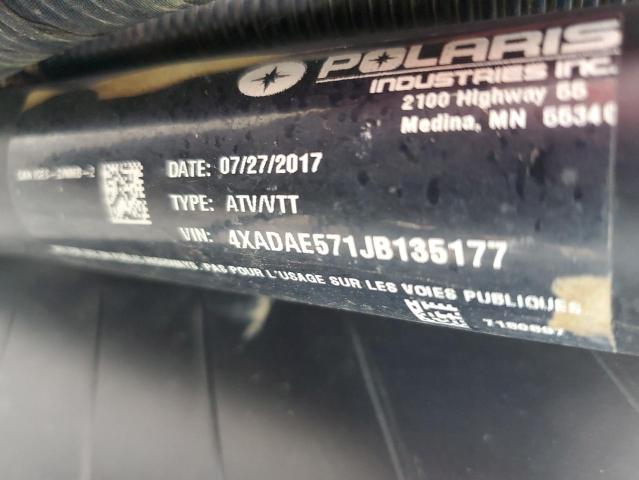 POLARIS
INDUSTRIES INC.
2100 Highway 55
Medina, MN 55340
DATE: 07/27/2017
TYPE: ATV/VTT
VIN: 4XADAE571JB135177
PAS POUR L'USAGE SUR LES VOIES PUBLIQUES